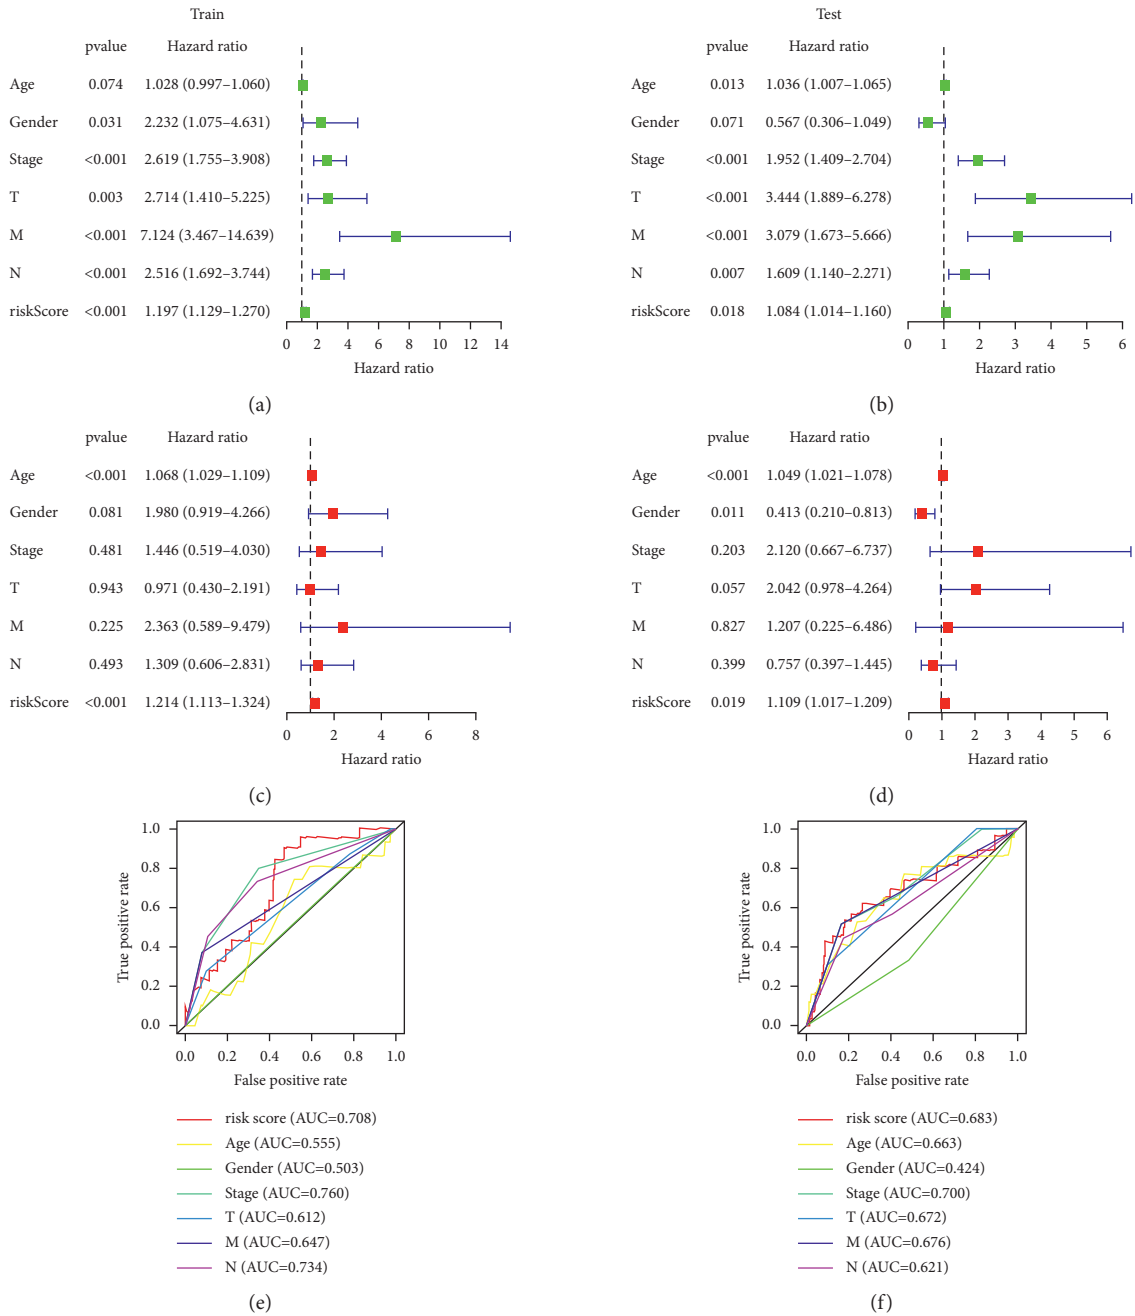 Train
pvalue Hazard ratio
Age 0.074 1.028 (0.997–1.060)
Gender 0.031 2.232 (1.075–4.631)
Stage <0.001 2.619 (1.755–3.908)
T 0.003 2.714 (1.410–5.225)
M <0.001 7.124 (3.467–14.639)
N <0.001 2.516 (1.692–3.744)
riskScore <0.001 1.197 (1.129–1.270)
0 2 4 6 8 10 12 14
Hazard ratio
(a)
Test
pvalue Hazard ratio
Age 0.013 1.036 (1.007–1.065)
Gender 0.071 0.567 (0.306–1.049)
Stage <0.001 1.952 (1.409–2.704)
T <0.001 3.444 (1.889–6.278)
M <0.001 3.079 (1.673–5.666)
N 0.007 1.609 (1.140–2.271)
riskScore 0.018 1.084 (1.014–1.160)
0 1 2 3 4 5 6
Hazard ratio
(b)
pvalue Hazard ratio
Age <0.001 1.068 (1.029–1.109)
Gender 0.081 1.980 (0.919–4.266)
Stage 0.481 1.446 (0.519–4.030)
T 0.943 0.971 (0.430–2.191)
M 0.225 2.363 (0.589–9.479)
N 0.493 1.309 (0.606–2.831)
riskScore <0.001 1.214 (1.113–1.324)
0 2 4 6 8
Hazard ratio
(c)
pvalue Hazard ratio
Age <0.001 1.049 (1.021–1.078)
Gender 0.011 0.413 (0.210–0.813)
Stage 0.203 2.120 (0.667–6.737)
T 0.057 2.042 (0.978–4.264)
M 0.827 1.207 (0.225–6.486)
N 0.399 0.757 (0.397–1.445)
riskScore 0.019 1.109 (1.017–1.209)
0 1 2 3 4 5 6
Hazard ratio
(d)
True positive rate
1.0
0.8
0.6
0.4
0.2
0.0
0.0 0.2 0.4 0.6 0.8 1.0
False positive rate
risk score (AUC=0.708)
Age (AUC=0.555)
Gender (AUC=0.503)
Stage (AUC=0.760)
T (AUC=0.612)
M (AUC=0.647)
N (AUC=0.734)
(e)
True positive rate
1.0
0.8
0.6
0.4
0.2
0.0
0.0 0.2 0.4 0.6 0.8 1.0
False positive rate
risk score (AUC=0.683)
Age (AUC=0.663)
Gender (AUC=0.424)
Stage (AUC=0.700)
T (AUC=0.672)
M (AUC=0.676)
N (AUC=0.621)
(f)